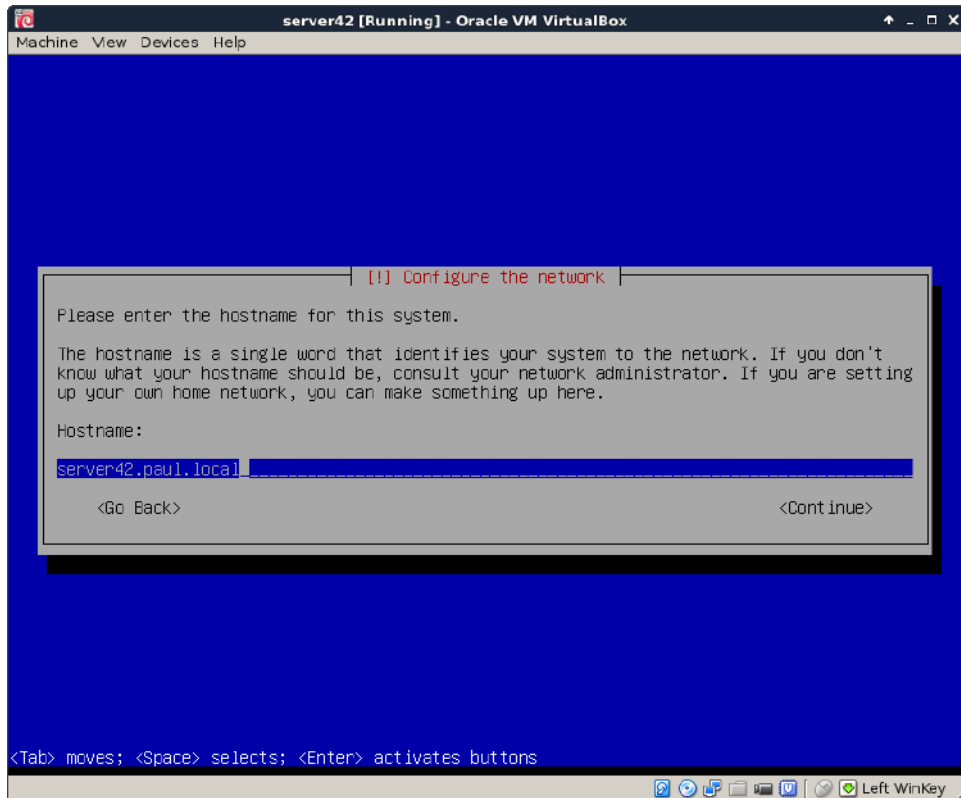 server42 [Running] - Oracle VM VirtualBox
Machine View Devices Help
[!] Configure the network
Please enter the hostname for this system.
The hostname is a single word that identifies your system to the network. If you don't
know what your hostname should be, consult your network administrator. If you are setting
up your own home network, you can make something up here.
Hostname:
server42.paul.local
<Go Back> <Continue>
<Tab> moves; <Space> selects; <Enter> activates buttons
Left WinKey